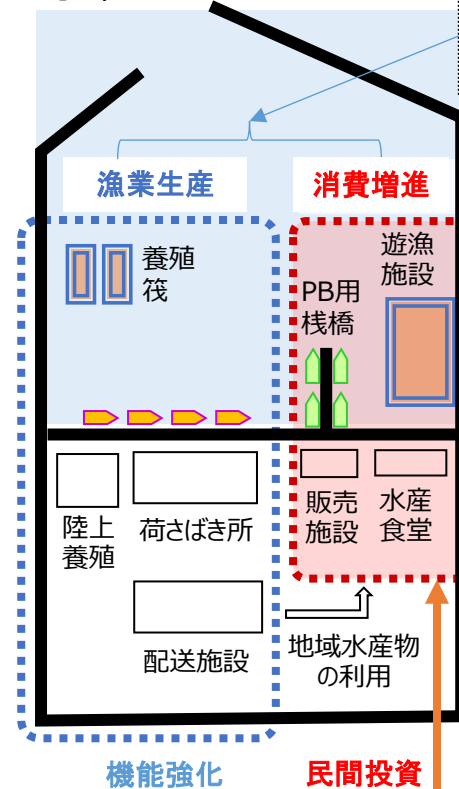 漁業生産
消費増進
養殖
筏
遊漁
施設
PB用
桟橋
陸上
養殖
荷さばき所
販売
施設
水産
食堂
配送施設
地域水産物
の利用
機能強化
民間投資